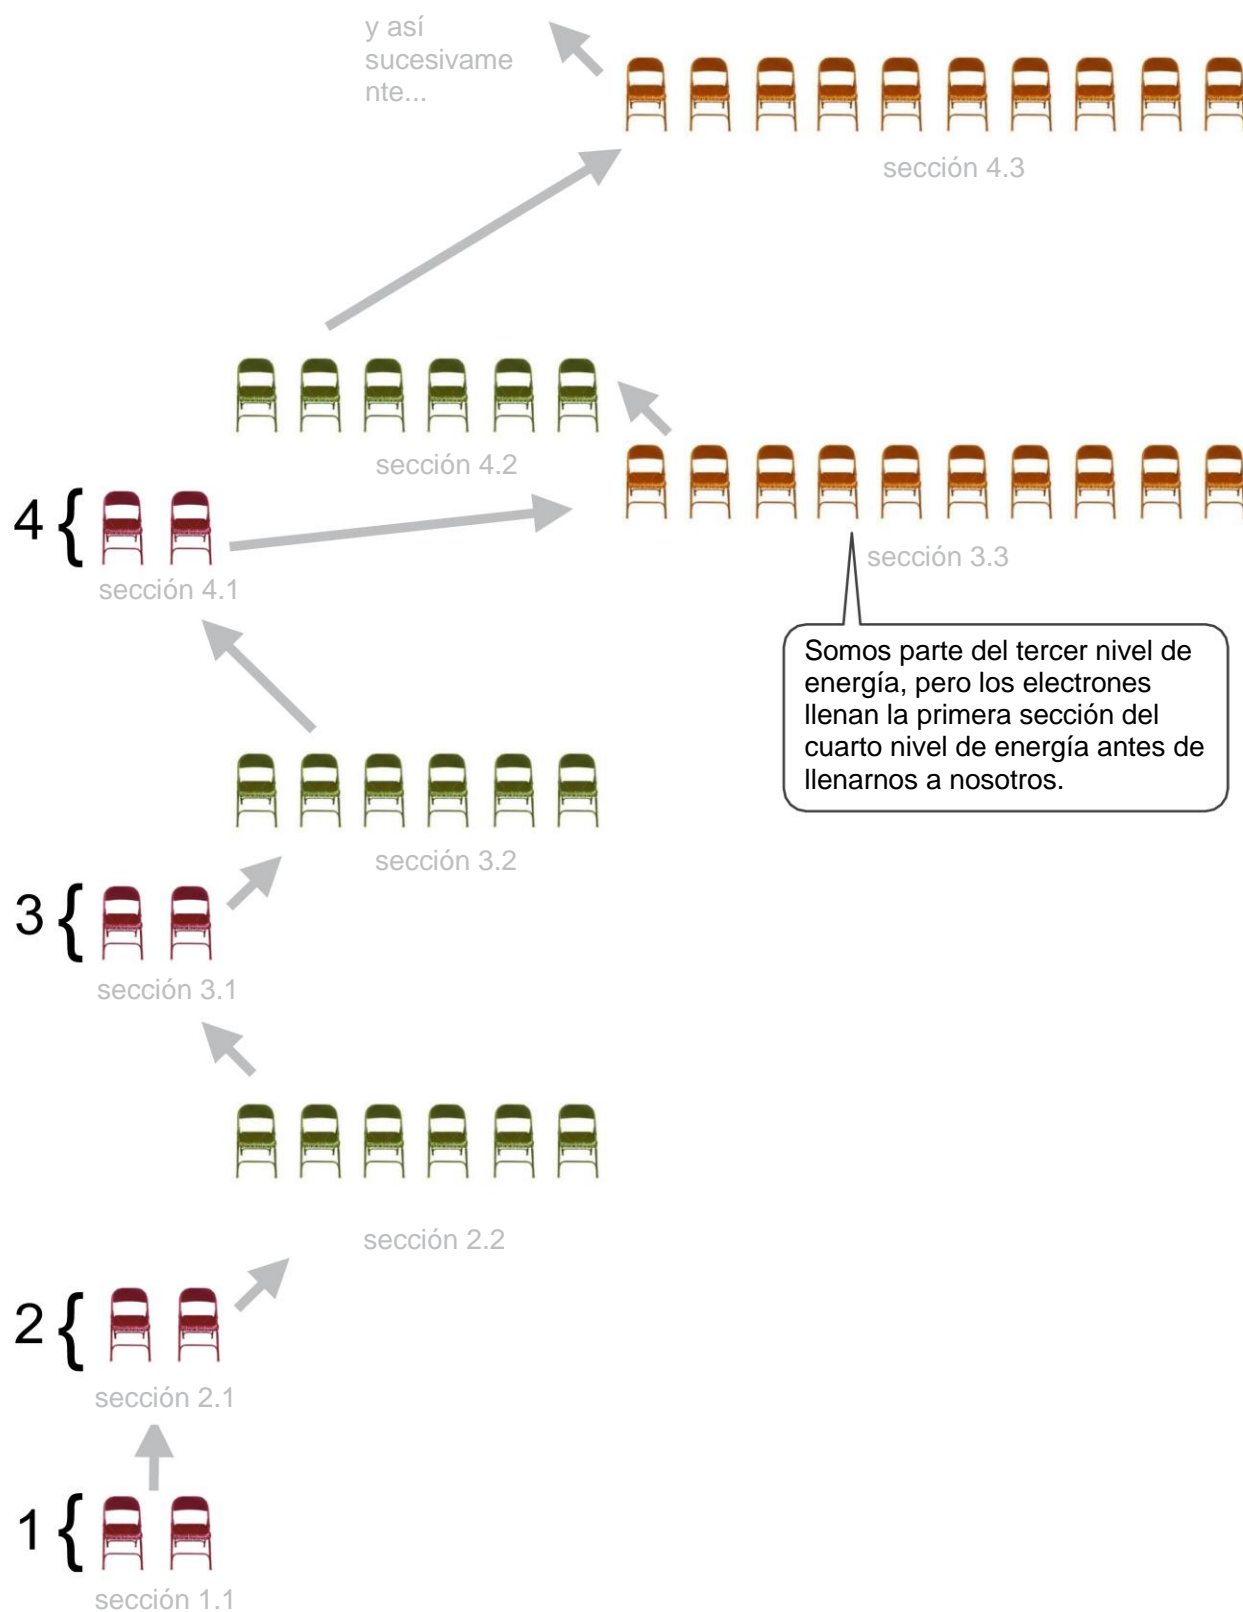 y así
sucesivame
nte...
sección 4.3
sección 4.2
4 {
sección 4.1
sección 3.3
Somos parte del tercer nivel de
energía, pero los electrones
llenan la primera sección del
cuarto nivel de energía antes de
llenarnos a nosotros.
sección 3.2
3 {
sección 3.1
sección 2.2
2 {
sección 2.1
1 {
sección 1.1